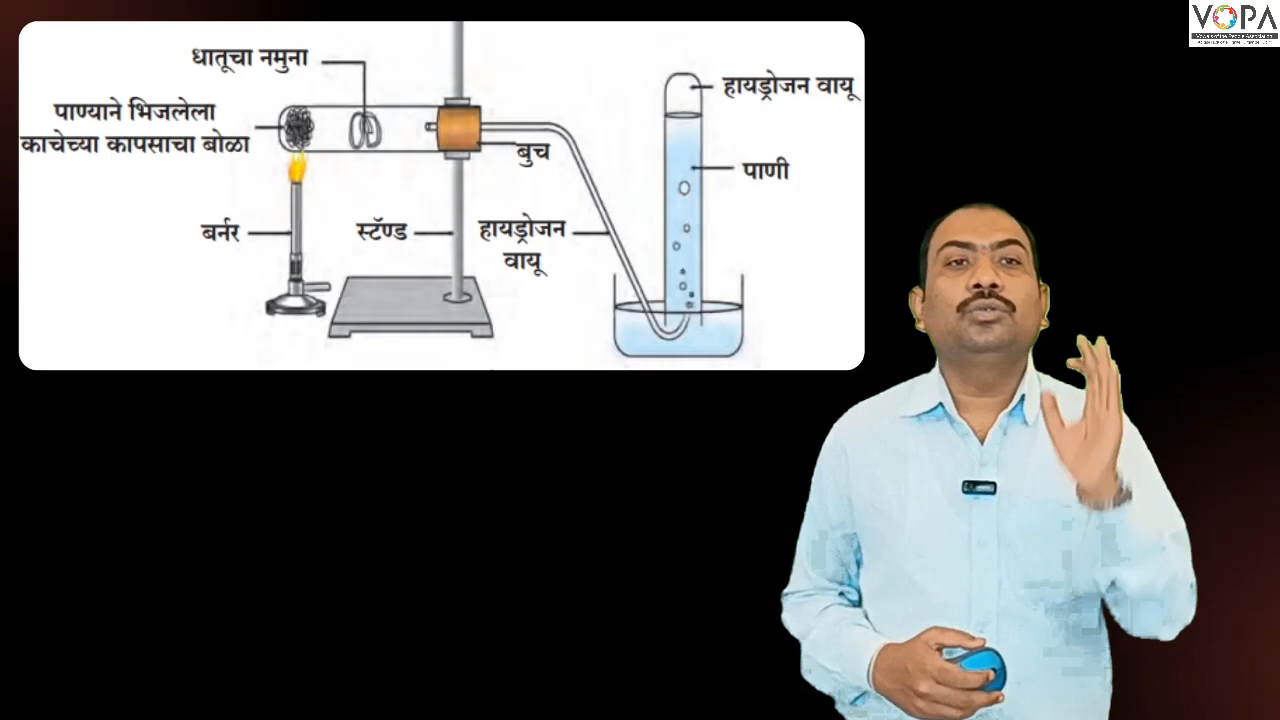 VOPA
धातूचा नमुना
पाण्याने भिजलेला
काचेच्या कापसाचा बोळा
बुच
बर्नर
स्टॅण्ड
हायड्रोजन
वायू
हायड्रोजन वायू
पाणी